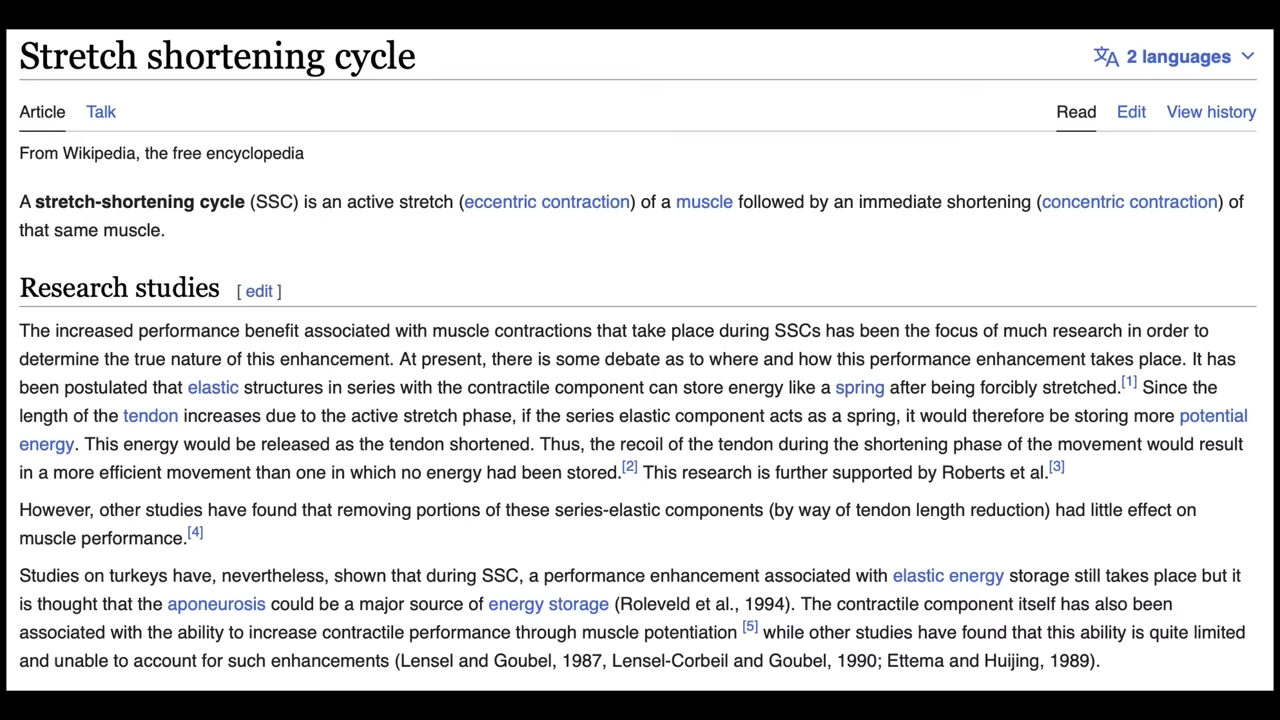 Stretch shortening cycle
2 languages
Article Talk
Read Edit View history
From Wikipedia, the free encyclopedia
A stretch-shortening cycle (SSC) is an active stretch (eccentric contraction) of a muscle followed by an immediate shortening (concentric contraction) of
that same muscle.
Research studies [ edit ]
The increased performance benefit associated with muscle contractions that take place during SSCs has been the focus of much research in order to
determine the true nature of this enhancement. At present, there is some debate as to where and how this performance enhancement takes place. It has
been postulated that elastic structures in series with the contractile component can store energy like a spring after being forcibly stretched.[1] Since the
length of the tendon increases due to the active stretch phase, if the series elastic component acts as a spring, it would therefore be storing more potential
energy. This energy would be released as the tendon shortened. Thus, the recoil of the tendon during the shortening phase of the movement would result
in a more efficient movement than one in which no energy had been stored.[2] This research is further supported by Roberts et al.[3]
However, other studies have found that removing portions of these series-elastic components (by way of tendon length reduction) had little effect on
muscle performance.[4]
Studies on turkeys have, nevertheless, shown that during SSC, a performance enhancement associated with elastic energy storage still takes place but it
is thought that the aponeurosis could be a major source of energy storage (Roleveld et al., 1994). The contractile component itself has also been
associated with the ability to increase contractile performance through muscle potentiation [5] while other studies have found that this ability is quite limited
and unable to account for such enhancements (Lensel and Goubel, 1987, Lensel-Corbeil and Goubel, 1990; Ettema and Huijing, 1989).